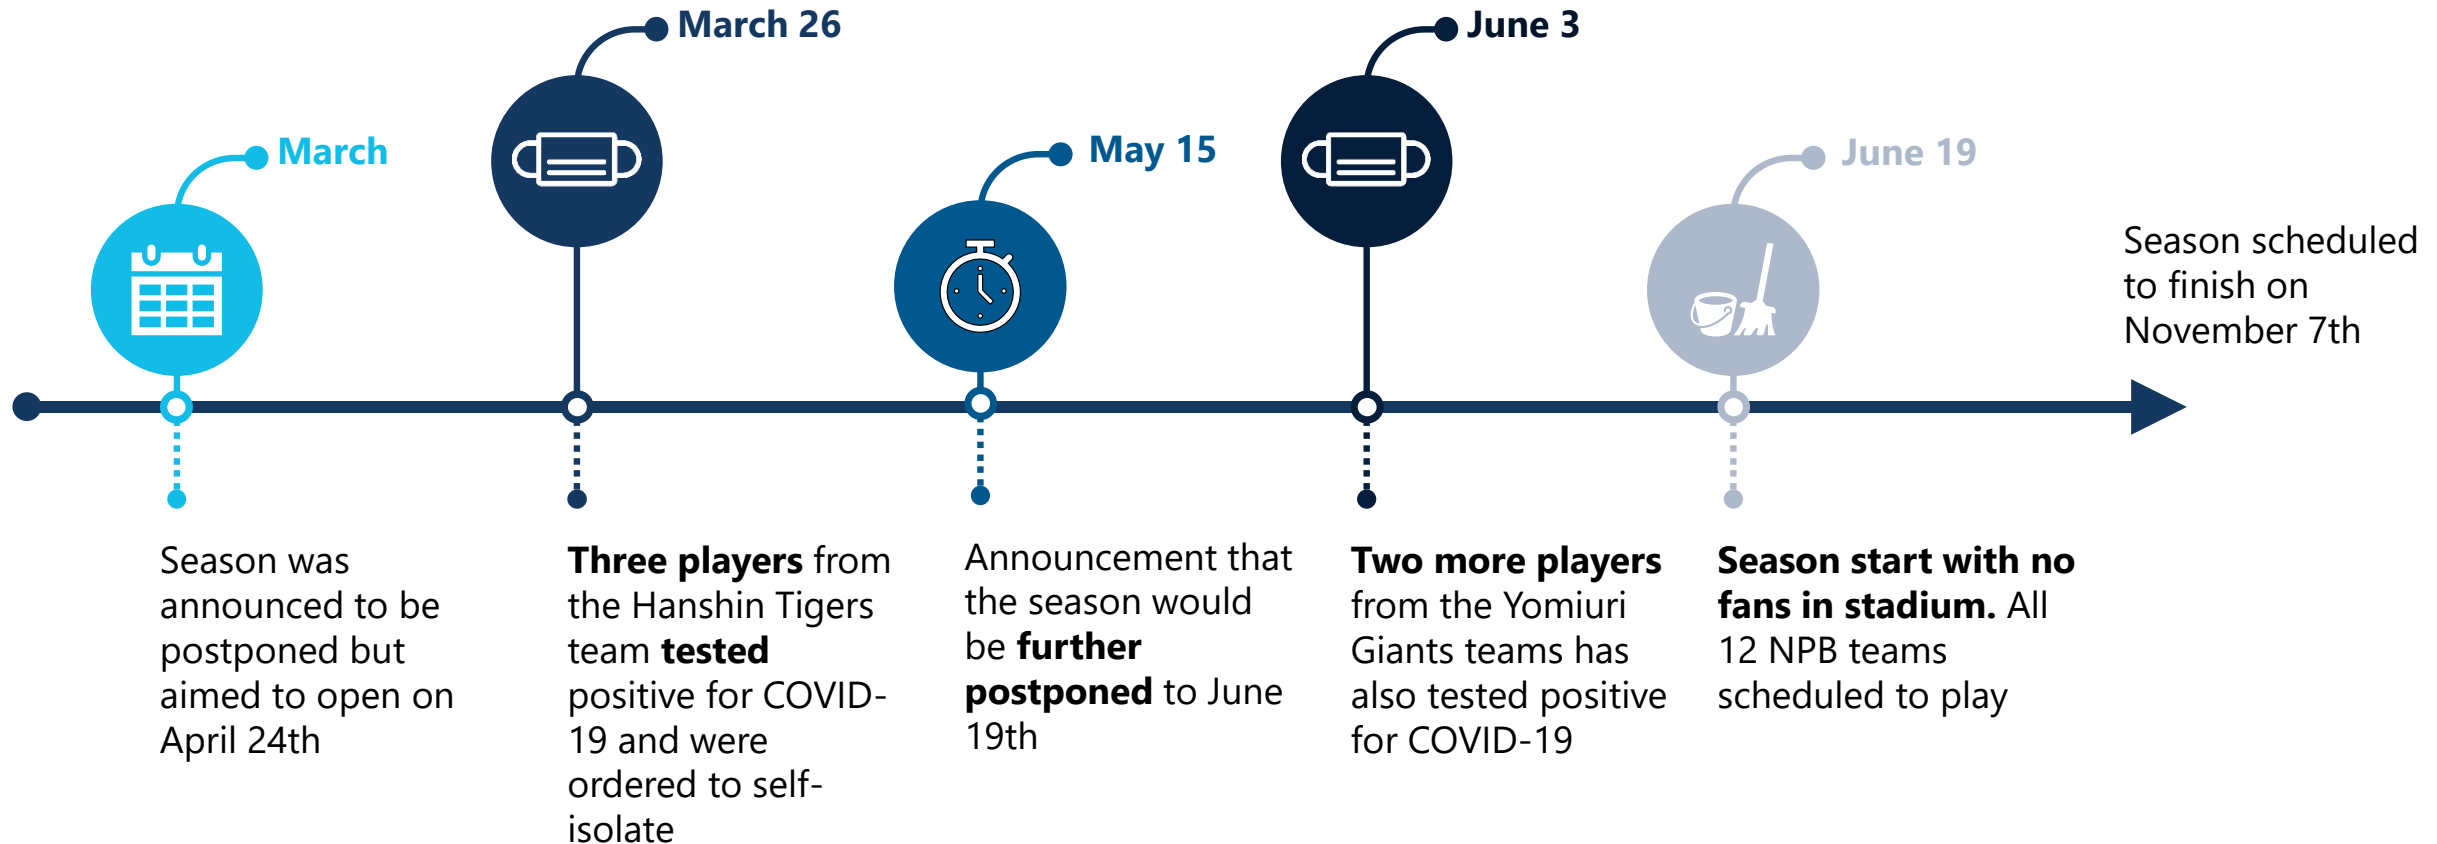 March
Season was
announced to be
postponed but
aimed to open on
April 24th
March 26
Three players from
the Hanshin Tigers
team tested
positive for COVID-
19 and were
ordered to self-
isolate
May 15
Announcement that
the season would
be further
postponed to June
19th
June 3
Two more players
from the Yomiuri
Giants teams has
also tested positive
for COVID-19
June 19
Season start with no
fans in stadium. All
12 NPB teams
scheduled to play
Season scheduled
to finish on
November 7th